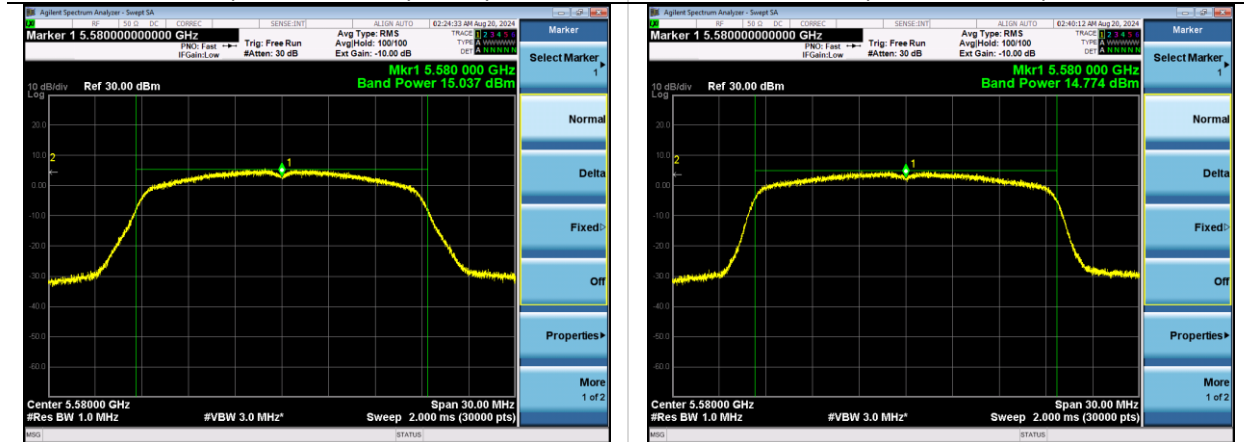 Agilent Spectrum Analyzer - Swept SA
RF 50 Ω DC CORREC SENSE:INT ALIGN AUTO 02:24:33 AM Aug 20, 2024
Marker 1 5.580000000000 GHz
PNO: Fast
IFGain:Low
Trig: Free Run
#Atten: 30 dB
Avg Type: RMS
Avg|Hold: 100/100
Ext Gain: -10.00 dB
TRACE 1 2 3 4 5 6
TYPE A WWWWW
DET A N N N N N
Mkr1 5.580 000 GHz
Band Power 15.037 dBm
10 dB/div Ref 30.00 dBm
Log
20.0
10.0
0.00
-10.0
-20.0
-30.0
-40.0
-50.0
-60.0
2
1
Center 5.58000 GHz Span 30.00 MHz
#Res BW 1.0 MHz #VBW 3.0 MHz* Sweep 2.000 ms (30000 pts)
MSG STATUS
Marker
Select Marker
1
Normal
Delta
Fixed
Off
Properties
More
1 of 2
Agilent Spectrum Analyzer - Swept SA
RF 50 Ω DC CORREC SENSE:INT ALIGN AUTO 02:40:12 AM Aug 20, 2024
Marker 1 5.580000000000 GHz
PNO: Fast
IFGain:Low
Trig: Free Run
#Atten: 30 dB
Avg Type: RMS
Avg|Hold: 100/100
Ext Gain: -10.00 dB
TRACE 1 2 3 4 5 6
TYPE A WWWWW
DET A N N N N N
Mkr1 5.580 000 GHz
Band Power 14.774 dBm
10 dB/div Ref 30.00 dBm
Log
20.0
10.0
0.00
-10.0
-20.0
-30.0
-40.0
-50.0
-60.0
2
1
Center 5.58000 GHz Span 30.00 MHz
#Res BW 1.0 MHz #VBW 3.0 MHz* Sweep 2.000 ms (30000 pts)
MSG STATUS
Marker
Select Marker
1
Normal
Delta
Fixed
Off
Properties
More
1 of 2